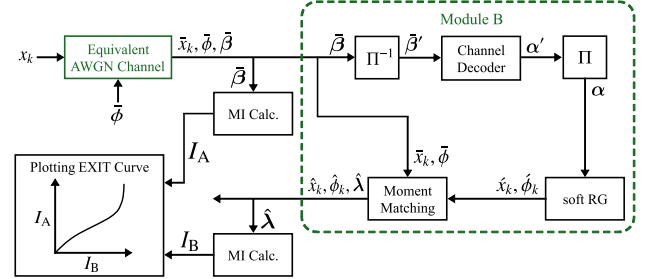 Module B
x_k
Equivalent
AWGN Channel
x̄_k, φ̄, β̄
β̄
Π⁻¹
β̄′
Channel
Decoder
α′
Π
φ̄
β̄
MI Calc.
α
I_A
x̄_k, φ̄
Plotting EXIT Curve
I_A
I_B
x̂_k, φ̂_k, λ̂
Moment
Matching
x́_k, φ́_k
soft RG
λ̂
I_B
MI Calc.